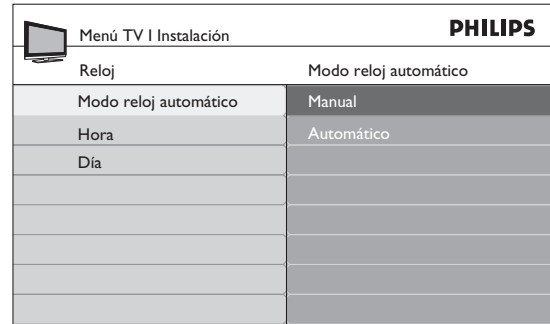 Menú TV I Instalación
PHILIPS
Reloj
Modo reloj automático
Modo reloj automático
Manual
Hora
Automático
Día